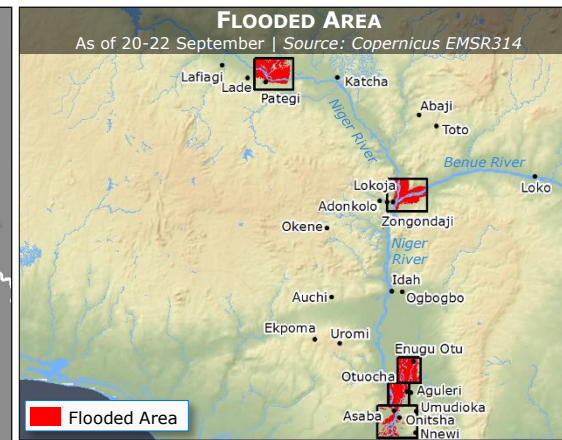 FLOODED AREA
As of 20-22 September | Source: Copernicus EMSR314
Lafiagi
Lade
Pategi
Katcha
Abaji
Toto
Niger River
Benue River
Loko
Lokoja
Adonkolo
Zongondaji
Okene
Niger
River
Idah
Ogbogbo
Auchi
Ekpoma
Uromi
Enugu Otu
Otuocha
Aguleri
Umudioka
Asaba
Onitsha
Nnewi
Flooded Area